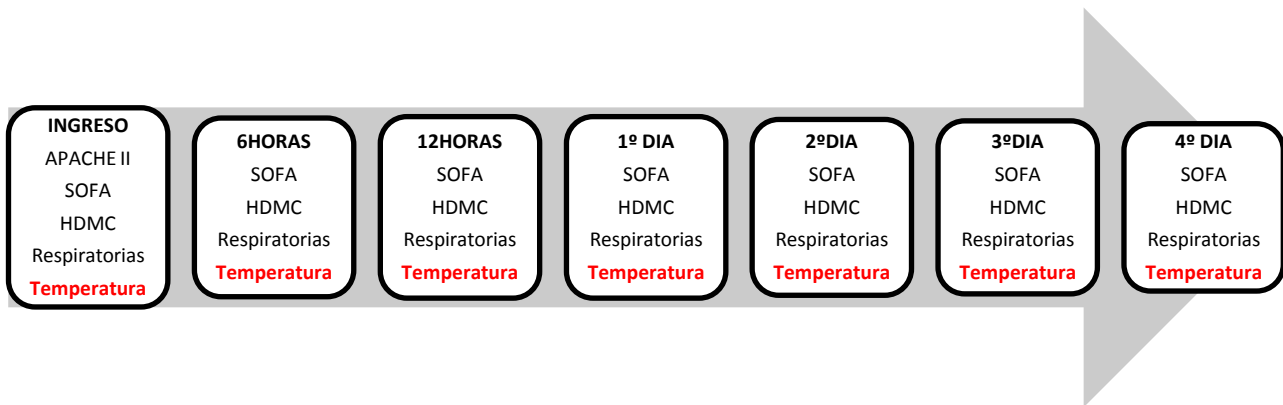 INGRESO
APACHE II
SOFA
HDMC
Respiratorias
Temperatura
6HORAS
SOFA
HDMC
Respiratorias
Temperatura
12HORAS
SOFA
HDMC
Respiratorias
Temperatura
1º DIA
SOFA
HDMC
Respiratorias
Temperatura
2ºDIA
SOFA
HDMC
Respiratorias
Temperatura
3ºDIA
SOFA
HDMC
Respiratorias
Temperatura
4º DIA
SOFA
HDMC
Respiratorias
Temperatura